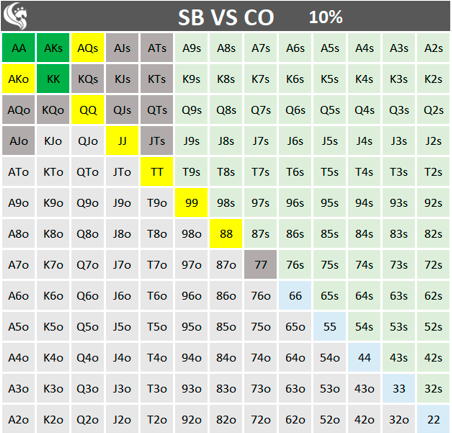 SB VS CO 10%
AA AKs AQs AJs ATs A9s A8s A7s A6s A5s A4s A3s A2s
AKo KK KQs KJs KTs K9s K8s K7s K6s K5s K4s K3s K2s
AQo KQo QQ QJs QTs Q9s Q8s Q7s Q6s Q5s Q4s Q3s Q2s
AJo KJo QJo JJ JTs J9s J8s J7s J6s J5s J4s J3s J2s
ATo KTo QTo JTo TT T9s T8s T7s T6s T5s T4s T3s T2s
A9o K9o Q9o J9o T9o 99 98s 97s 96s 95s 94s 93s 92s
A8o K8o Q8o J8o T8o 98o 88 87s 86s 85s 84s 83s 82s
A7o K7o Q7o J7o T7o 97o 87o 77 76s 75s 74s 73s 72s
A6o K6o Q6o J6o T6o 96o 86o 76o 66 65s 64s 63s 62s
A5o K5o Q5o J5o T5o 95o 85o 75o 65o 55 54s 53s 52s
A4o K4o Q4o J4o T4o 94o 84o 74o 64o 54o 44 43s 42s
A3o K3o Q3o J3o T3o 93o 83o 73o 63o 53o 43o 33 32s
A2o K2o Q2o J2o T2o 92o 82o 72o 62o 52o 42o 32o 22